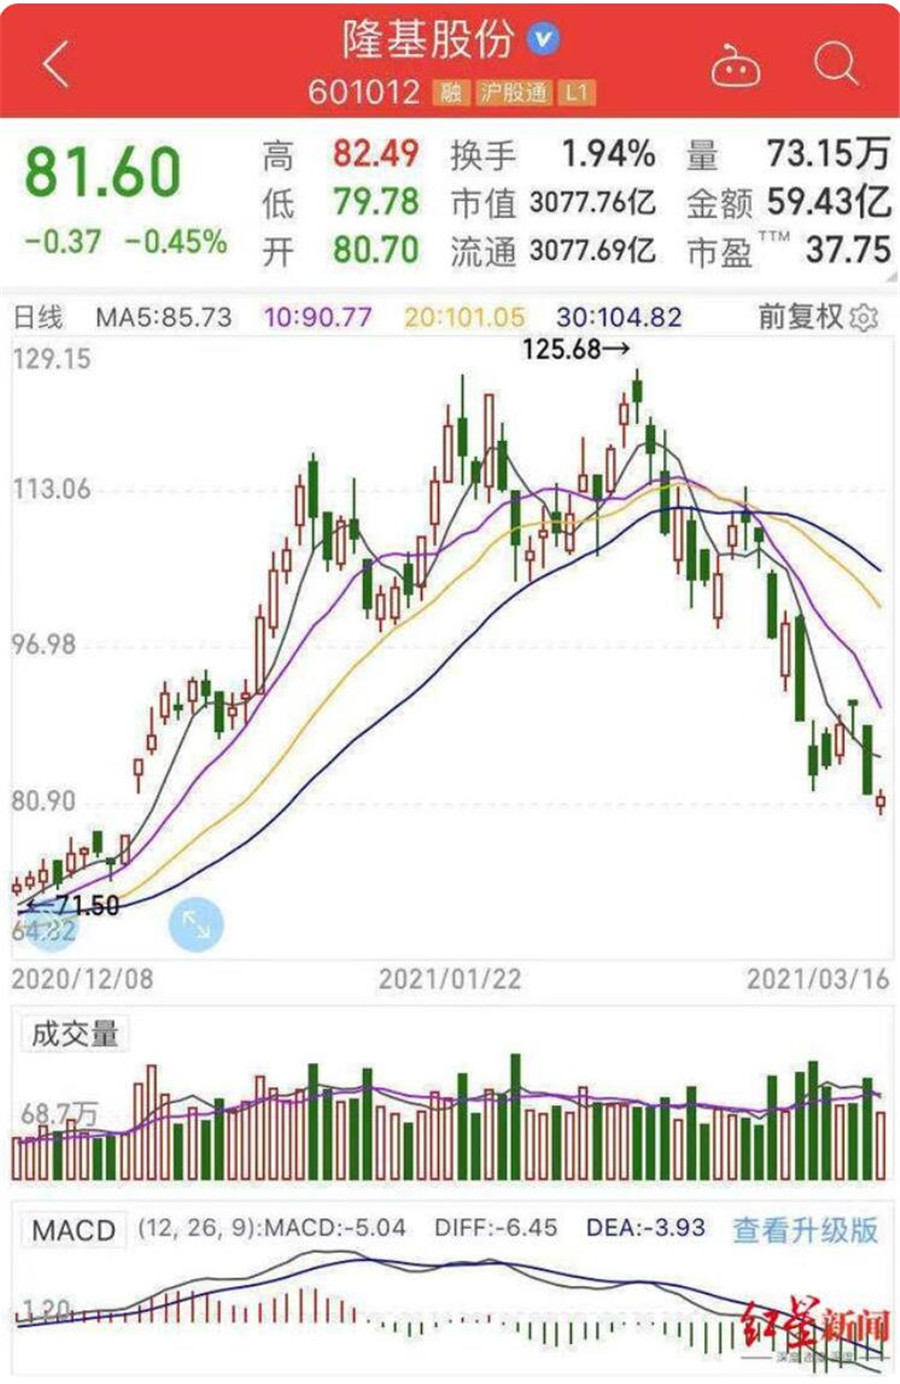 隆基股份
601012 融 沪股通 L1
81.60
-0.37 -0.45%
高 82.49 换手 1.94% 量 73.15万
低 79.78 市值 3077.76亿 金额 59.43亿
开 80.70 流通 3077.69亿 市盈TTM 37.75
日线 MA5:85.73 10:90.77 20:101.05 30:104.82 前复权
129.15
125.68→
113.06
96.98
80.90
←71.50
64.82
2020/12/08 2021/01/22 2021/03/16
成交量
68.7万
MACD (12, 26, 9):MACD:-5.04 DIFF:-6.45 DEA:-3.93 查看升级版
1.20
红星新闻